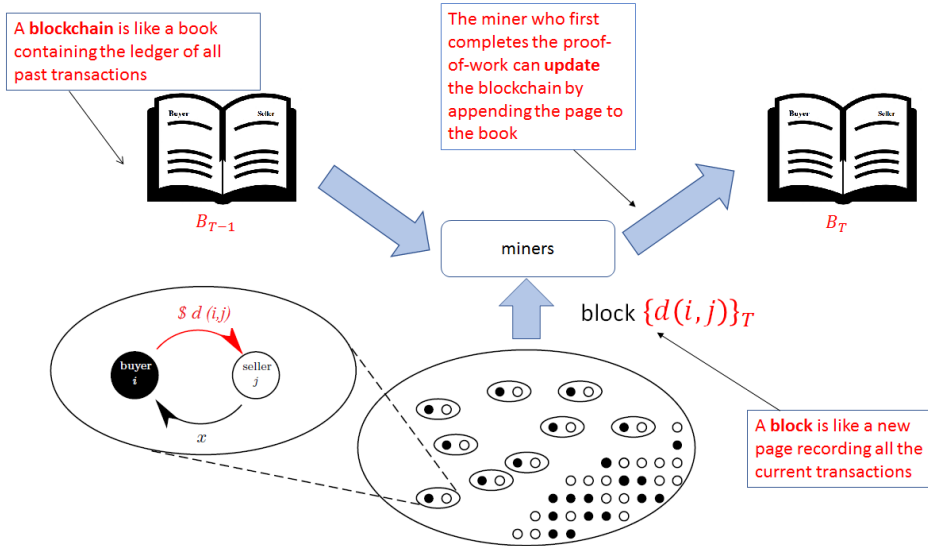 A blockchain is like a book
containing the ledger of all
past transactions
The miner who first
completes the proof-
of-work can update
the blockchain by
appending the page to
the book
Buyer
Seller
Buyer
Seller
B_{T−1}
B_T
miners
block {d(i,j)}_T
$ d (i,j)
buyer
i
seller
j
x
A block is like a new
page recording all the
current transactions